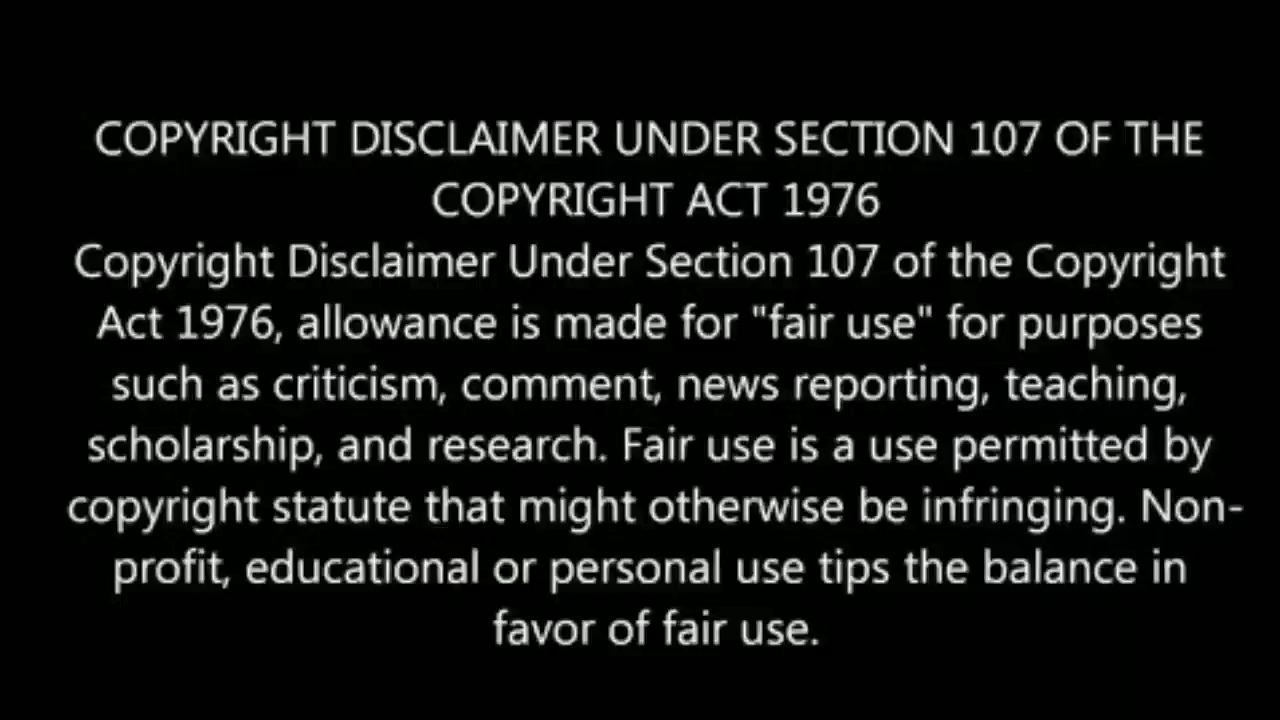 COPYRIGHT DISCLAIMER UNDER SECTION 107 OF THE
COPYRIGHT ACT 1976
Copyright Disclaimer Under Section 107 of the Copyright
Act 1976, allowance is made for "fair use" for purposes
such as criticism, comment, news reporting, teaching,
scholarship, and research. Fair use is a use permitted by
copyright statute that might otherwise be infringing. Non-
profit, educational or personal use tips the balance in
favor of fair use.